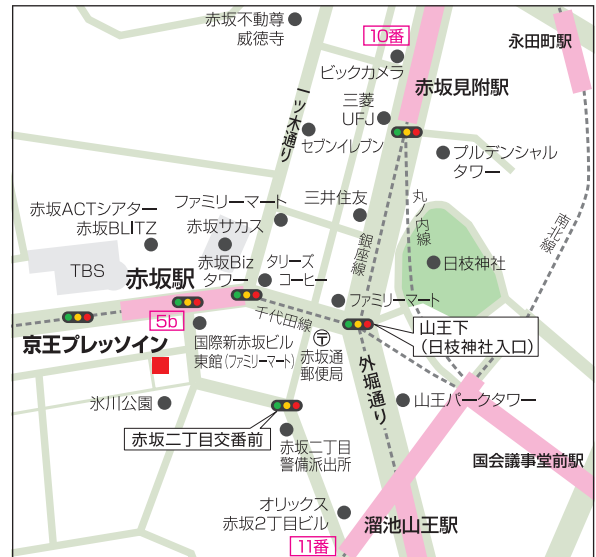 赤坂不動尊
威徳寺
10番
永田町駅
ビックカメラ
赤坂見附駅
三菱
UFJ
一ツ木通り
セブンイレブン
プルデンシャル
タワー
赤坂ACTシアター
赤坂BLITZ
ファミリーマート
赤坂サカス
三井住友
丸ノ内線
南北線
銀座線
日枝神社
TBS
赤坂Biz
タワー
タリーズ
コーヒー
赤坂駅
5b
ファミリーマート
千代田線
山王下
(日枝神社入口)
京王プレッソイン
国際新赤坂ビル
東館(ファミリーマート)
〒
赤坂通
郵便局
外堀通り
氷川公園
山王パークタワー
赤坂二丁目交番前
赤坂二丁目
警備派出所
国会議事堂前駅
オリックス
赤坂2丁目ビル
溜池山王駅
11番